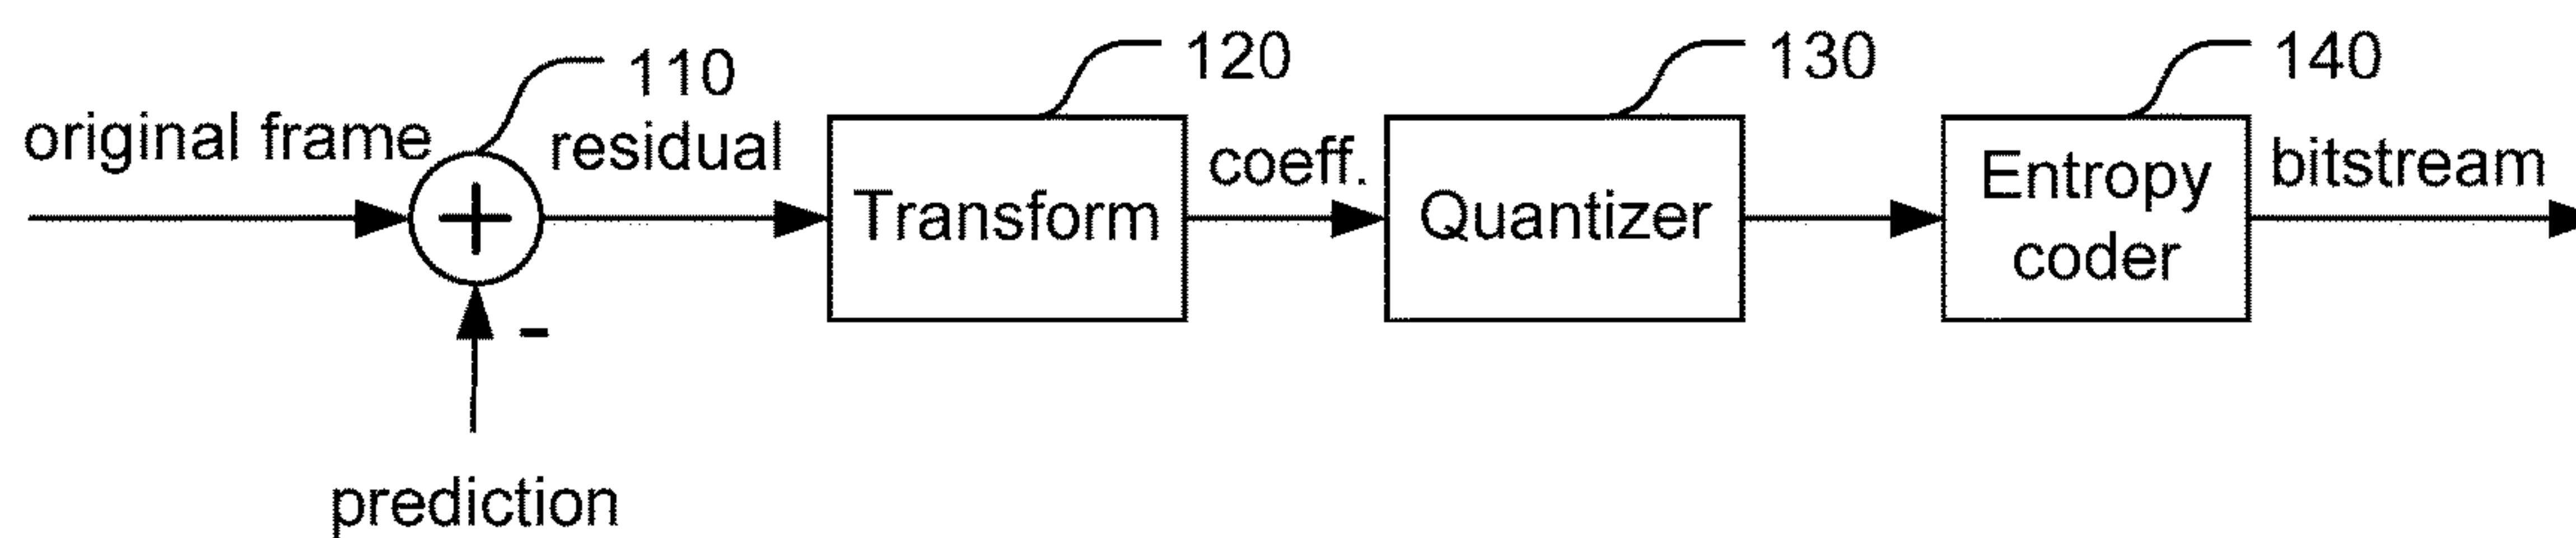 110
120
130
140
original frame
residual
coeff.
bitstream
+
Transform
Quantizer
Entropy
coder
-
prediction